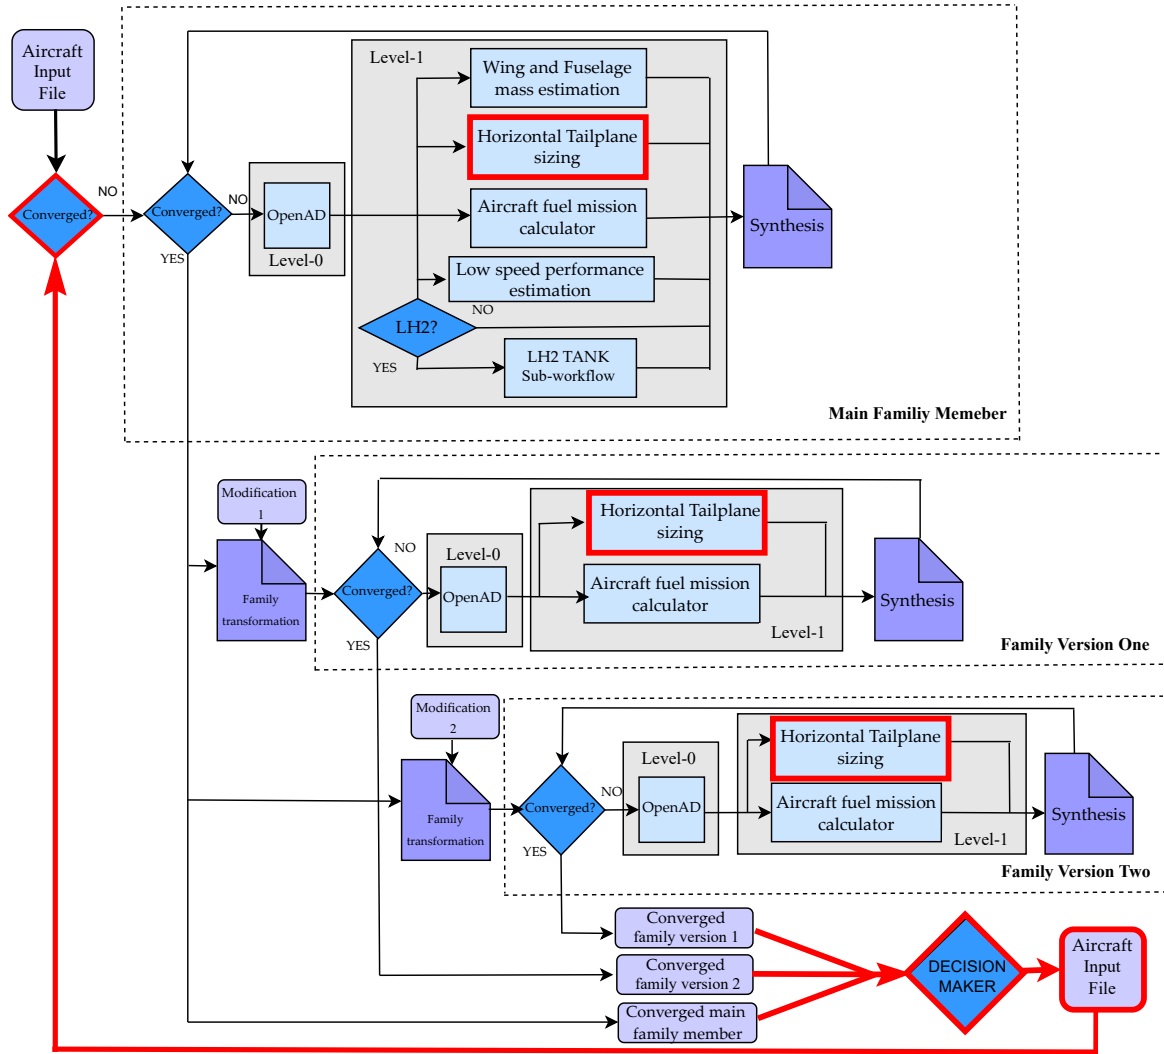 Aircraft
Input
File
Converged?
NO
Converged?
NO
YES
OpenAD
Level-0
Level-1
Wing and Fuselage
mass estimation
Horizontal Tailplane
sizing
Aircraft fuel mission
calculator
Low speed performance
estimation
LH2?
NO
YES
LH2 TANK
Sub-workflow
Synthesis
Main Familiy Memeber
Modification
1
Family
transformation
Converged?
NO
YES
Level-0
OpenAD
Horizontal Tailplane
sizing
Aircraft fuel mission
calculator
Level-1
Synthesis
Family Version One
Modification
2
Family
transformation
Converged?
NO
YES
Level-0
OpenAD
Horizontal Tailplane
sizing
Aircraft fuel mission
calculator
Level-1
Synthesis
Family Version Two
Converged
family version 1
Converged
family version 2
Converged main
family member
DECISION
MAKER
Aircraft
Input
File